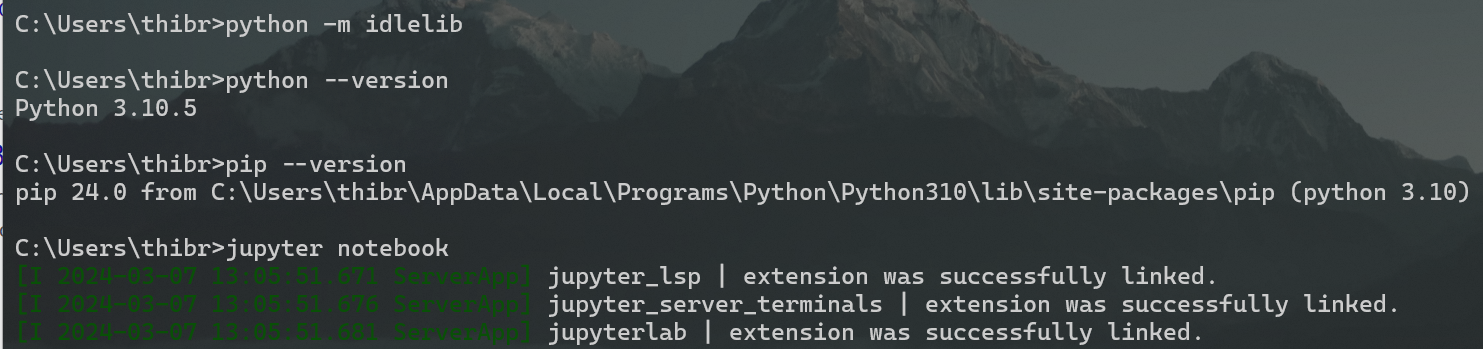 C:\Users\thibr>python -m idlelib
C:\Users\thibr>python --version
Python 3.10.5
C:\Users\thibr>pip --version
pip 24.0 from C:\Users\thibr\AppData\Local\Programs\Python\Python310\lib\site-packages\pip (python 3.10)
C:\Users\thibr>jupyter notebook
[I 2024-03-07 13:05:51.671 ServerApp] jupyter_lsp | extension was successfully linked.
[I 2024-03-07 13:05:51.676 ServerApp] jupyter_server_terminals | extension was successfully linked.
[I 2024-03-07 13:05:51.681 ServerApp] jupyterlab | extension was successfully linked.